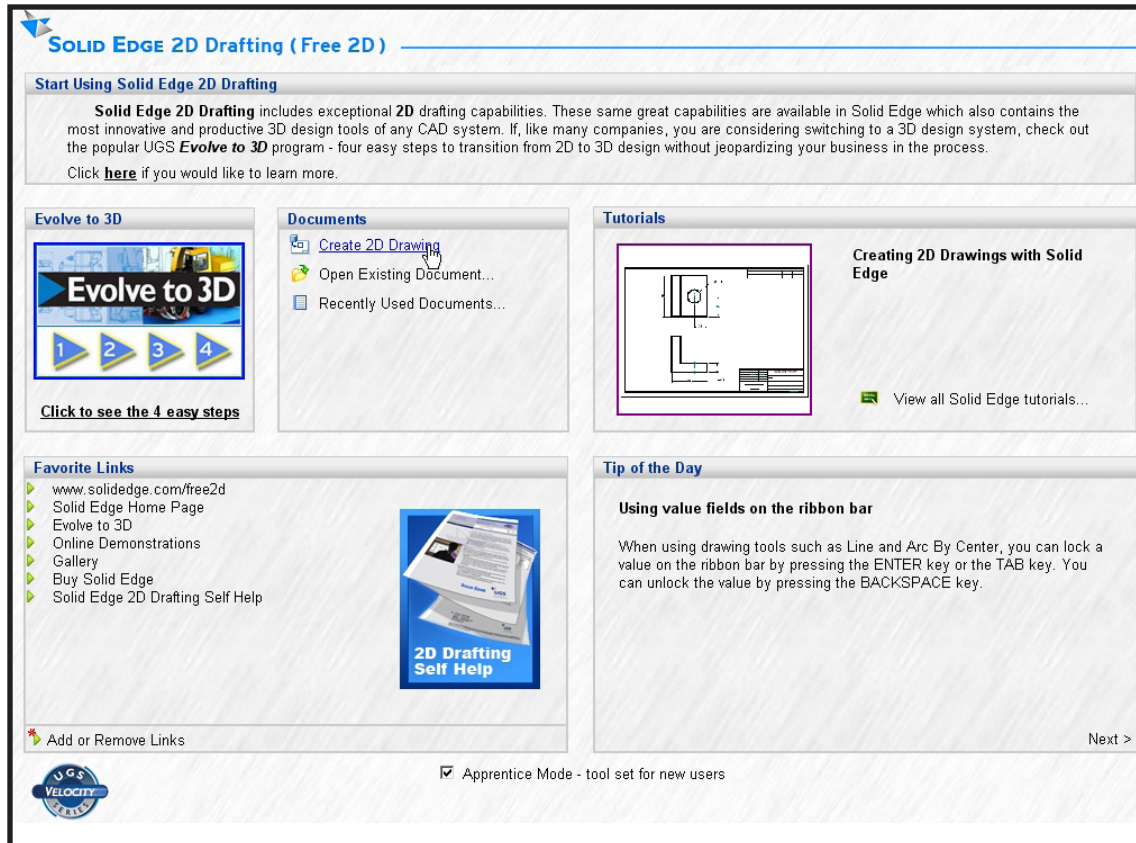 SOLID EDGE 2D Drafting ( Free 2D )
Start Using Solid Edge 2D Drafting
Solid Edge 2D Drafting includes exceptional 2D drafting capabilities. These same great capabilities are available in Solid Edge which also contains the
most innovative and productive 3D design tools of any CAD system. If, like many companies, you are considering switching to a 3D design system, check out
the popular UGS Evolve to 3D program - four easy steps to transition from 2D to 3D design without jeopardizing your business in the process.
Click here if you would like to learn more.
Evolve to 3D
Evolve to 3D
1 2 3 4
Click to see the 4 easy steps
Documents
Create 2D Drawing
Open Existing Document...
Recently Used Documents...
Tutorials
Creating 2D Drawings with Solid
Edge
View all Solid Edge tutorials...
Favorite Links
www.solidedge.com/free2d
Solid Edge Home Page
Evolve to 3D
Online Demonstrations
Gallery
Buy Solid Edge
Solid Edge 2D Drafting Self Help
2D Drafting
Self Help
Add or Remove Links
Tip of the Day
Using value fields on the ribbon bar
When using drawing tools such as Line and Arc By Center, you can lock a
value on the ribbon bar by pressing the ENTER key or the TAB key. You
can unlock the value by pressing the BACKSPACE key.
Next >
UGS
VELOCITY
SERIES
Apprentice Mode - tool set for new users